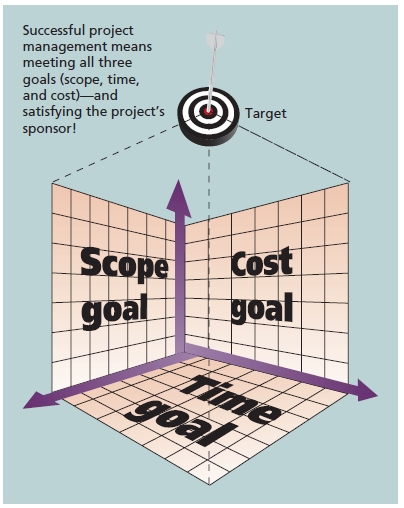 Successful project
management means
meeting all three
goals (scope, time,
and cost)—and
satisfying the project's
sponsor!
Target
Scope
goal
Cost
goal
Time
goal